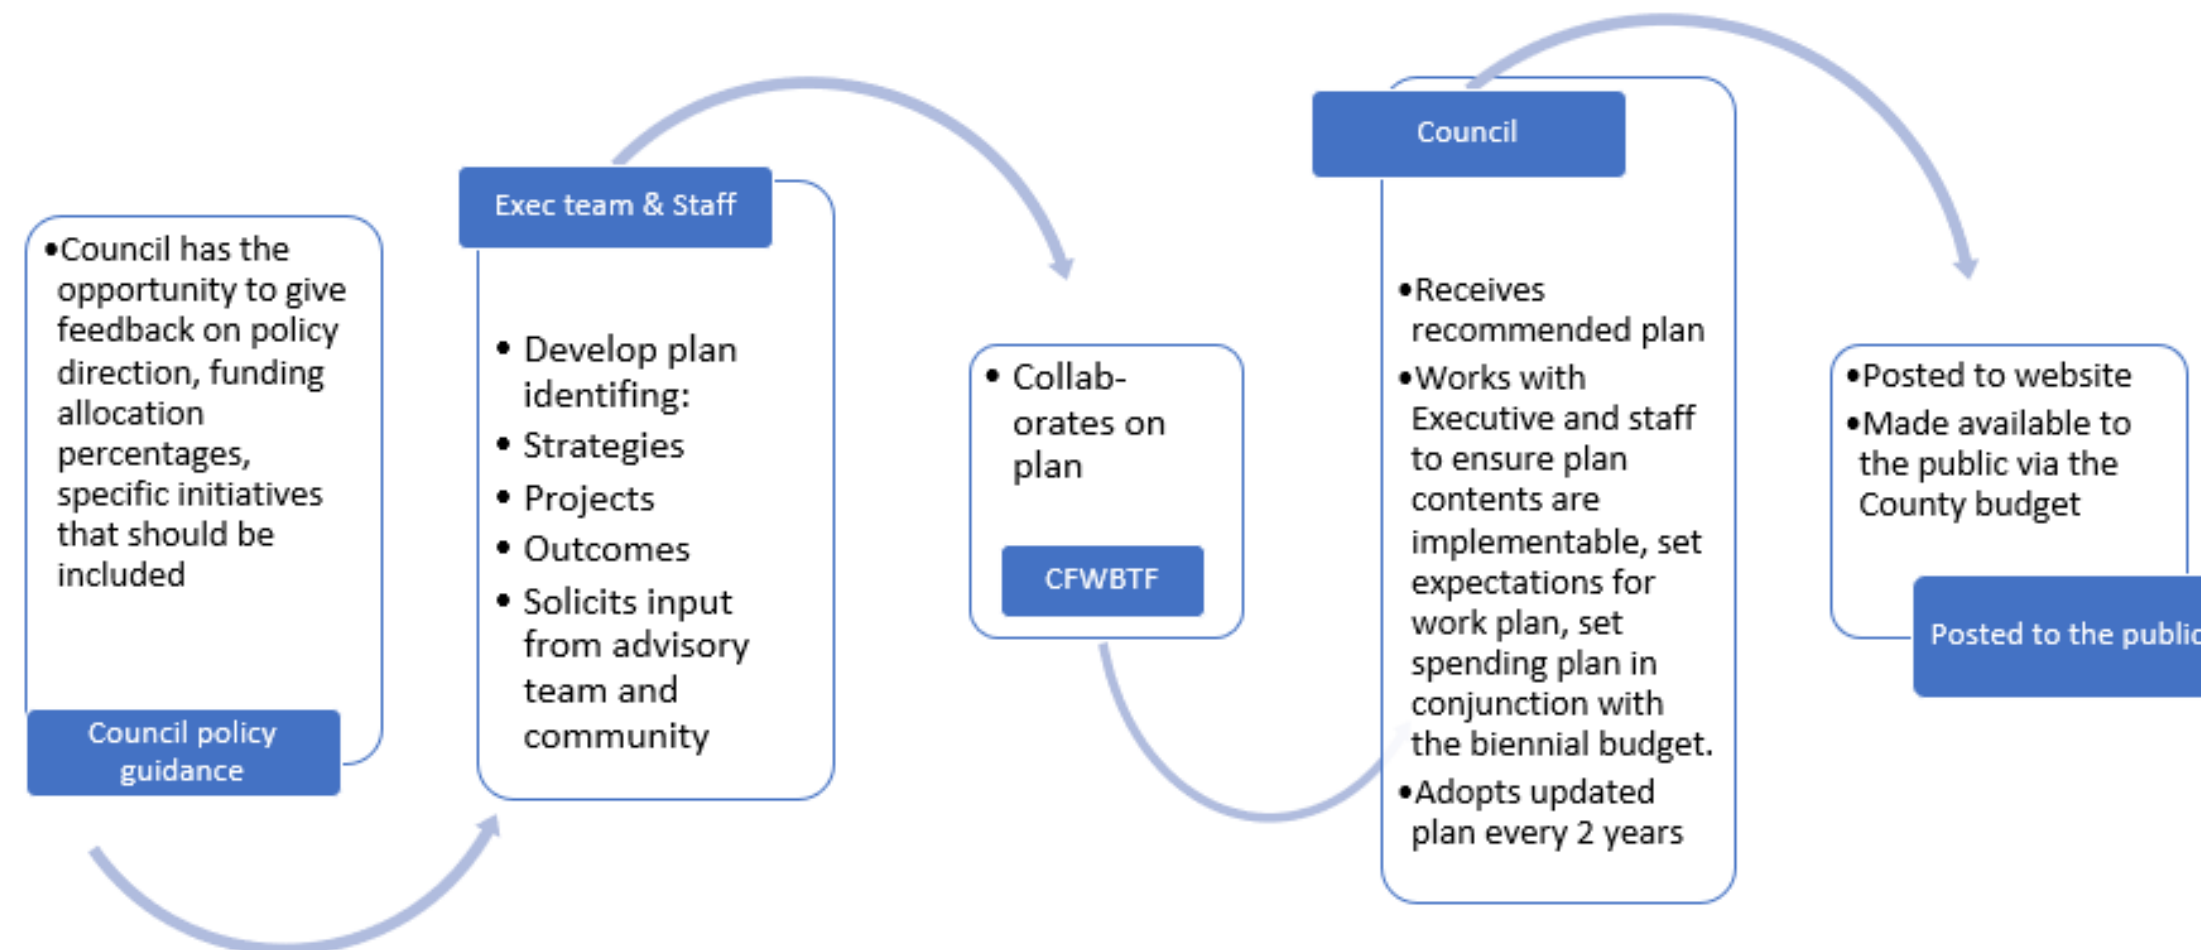 •Council has the
opportunity to give
feedback on policy
direction, funding
allocation
percentages,
specific initiatives
that should be
included
Council policy
guidance
Exec team & Staff
• Develop plan
identifing:
• Strategies
• Projects
• Outcomes
• Solicits input
from advisory
team and
community
• Collab-
orates on
plan
CFWBTF
Council
•Receives
recommended plan
•Works with
Executive and staff
to ensure plan
contents are
implementable, set
expectations for
work plan, set
spending plan in
conjunction with
the biennial budget.
•Adopts updated
plan every 2 years
•Posted to website
•Made available to
the public via the
County budget
Posted to the public